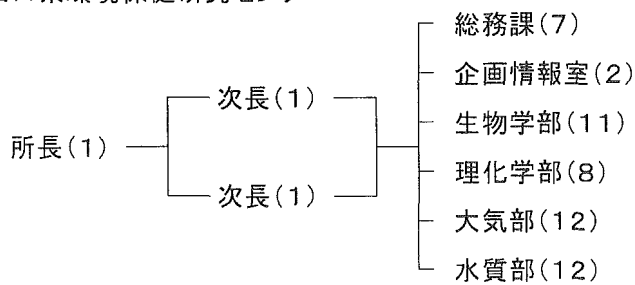 総務課(7)
企画情報室(2)
次長(1)
生物学部(11)
所長(1)
理化学部(8)
次長(1)
大気部(12)
水質部(12)